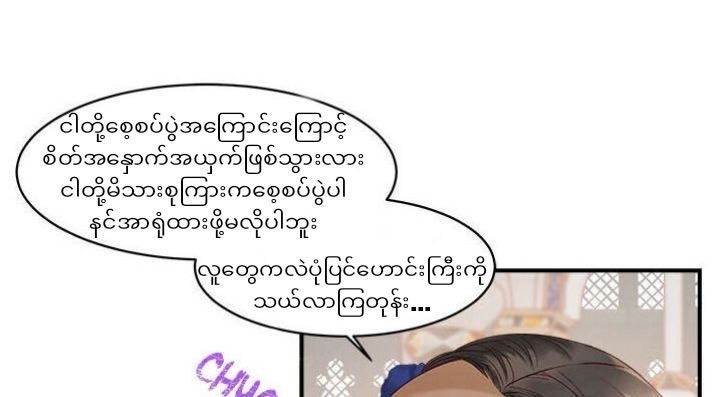 ငါတို့စေ့စပ်ပွဲအကြောင်းကြောင့်
စိတ်အနှောက်အယှက်ဖြစ်သွားလား
ငါတို့မိသားစုကြားကစေ့စပ်ပွဲပါ
နင်အာရုံထားဖို့မလိုပါဘူး
လူတွေကလဲပုံပြင်ဟောင်းကြီးကို
သယ်လာကြတုန်း...